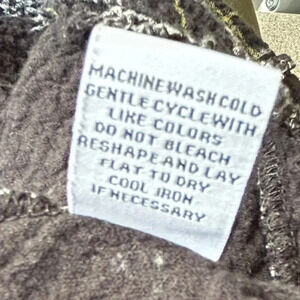 MACHINE WASH COLD
GENTLE CYCLE WITH
LIKE COLORS
DO NOT BLEACH
RESHAPE AND LAY
FLAT TO DRY
COOL IRON
IF NECESSARY